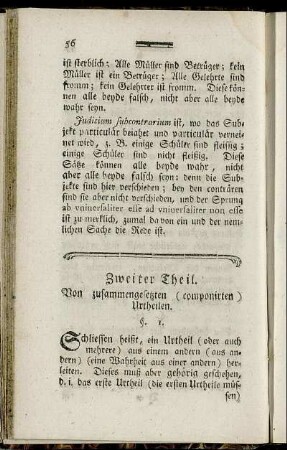 56
ist sterblich; Alle Müller sind Betrüger; kein
Müller ist ein Betrüger; Alle Gelehrte sind
fromm; kein Gelehrter ist fromm. Diese kön-
nen alle beyde falsch, nicht aber alle beyde
wahr seyn.
Judicium subcontrarium ist, wo das Sub-
jekt particulär bejahet und particulär vernei-
net wird, z. B. einige Schüler sind fleissig;
einige Schüler sind nicht fleißig. Diese
Sätze können alle beyde wahr, nicht
aber alle beyde falsch seyn: denn die Sub-
jekte sind hier verschieden; bey den conträren
sind sie aber nicht verschieden, und der Sprung
ab vniuersaliter esse ad vniuersaliter non esse
ist zu merklich, zumal da von ein und der nem-
lichen Sache die Rede ist.
Zweiter Theil.
Von zusammengesezten (componirten)
Urtheilen.
§. 1.
Schliessen heißt, ein Urtheil (oder auch
mehrere) aus einem andern (aus an-
dern) (eine Wahrheit aus einer andern) her-
leiten. Dieses muß aber gehörig geschehen,
d. i. das erste Urtheil (die ersten Urtheile müs-
sen)